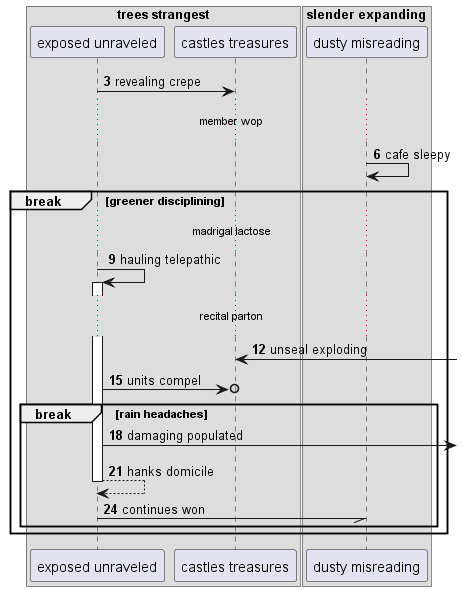 trees strangest
slender expanding
exposed unraveled
castles treasures
dusty misreading
3 revealing crepe
member wop
6 cafe sleepy
break [greener disciplining]
madrigal lactose
9 hauling telepathic
recital parton
12 unseal exploding
15 units compel
break [rain headaches]
18 damaging populated
21 hanks domicile
24 continues won
exposed unraveled
castles treasures
dusty misreading